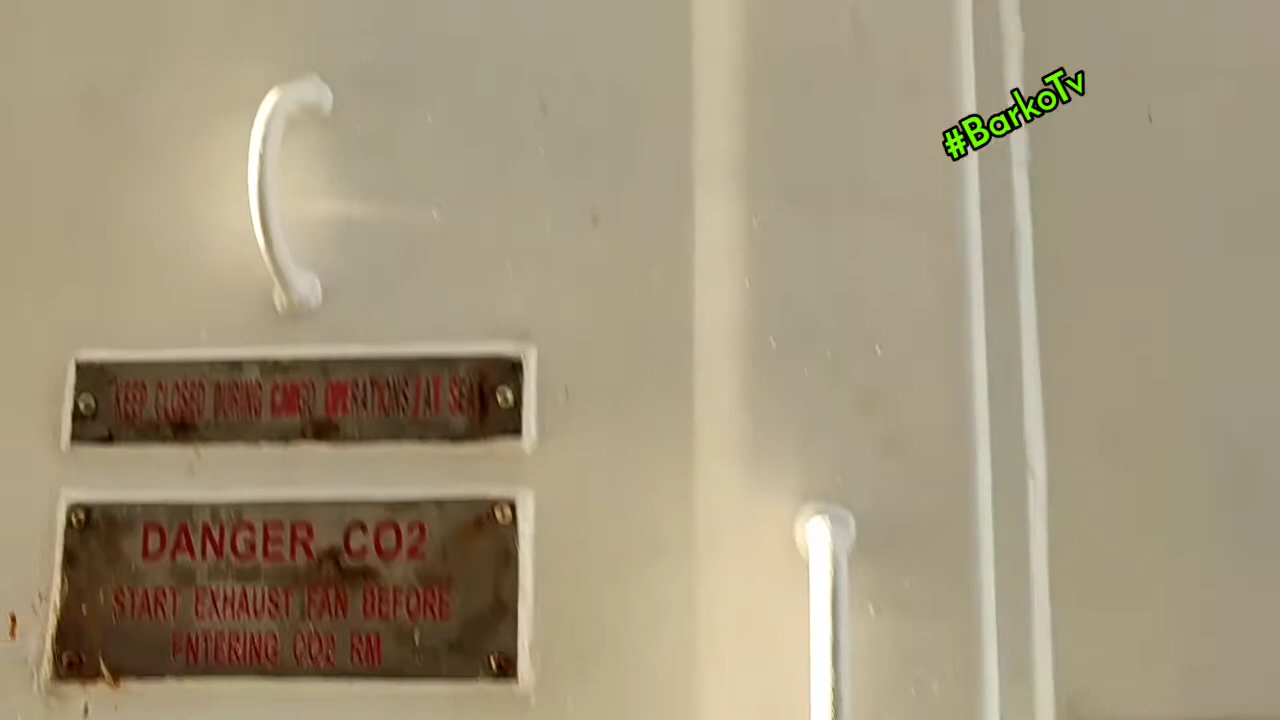 #BarkoTv
KEEP CLOSED DURING CARGO OPERATIONS / AT SEA
DANGER CO2
START EXHAUST FAN BEFORE
ENTERING CO2 RM